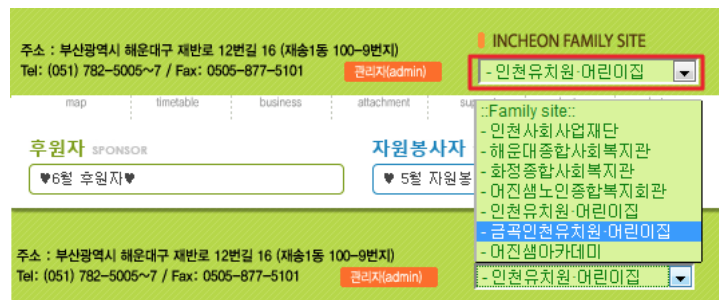 INCHEON FAMILY SITE
주소 : 부산광역시 해운대구 재반로 12번길 16 (재송1동 100-9번지)
Tel: (051) 782-5005~7 / Fax: 0505-877-5101
관리자(admin)
- 인천유치원·어린이집
map timetable business attachment
::Family site::
- 인천사회사업재단
- 해운대종합사회복지관
- 화정종합사회복지관
- 어진샘노인종합복지회관
- 인천유치원·어린이집
- 금곡인천유치원·어린이집
- 어진샘아카데미
후원자 SPONSOR
♥6월 후원자♥
자원봉사자
♥ 5월 자원봉
주소 : 부산광역시 해운대구 재반로 12번길 16 (재송1동 100-9번지)
Tel: (051) 782-5005~7 / Fax: 0505-877-5101
관리자(admin)
- 인천유치원·어린이집